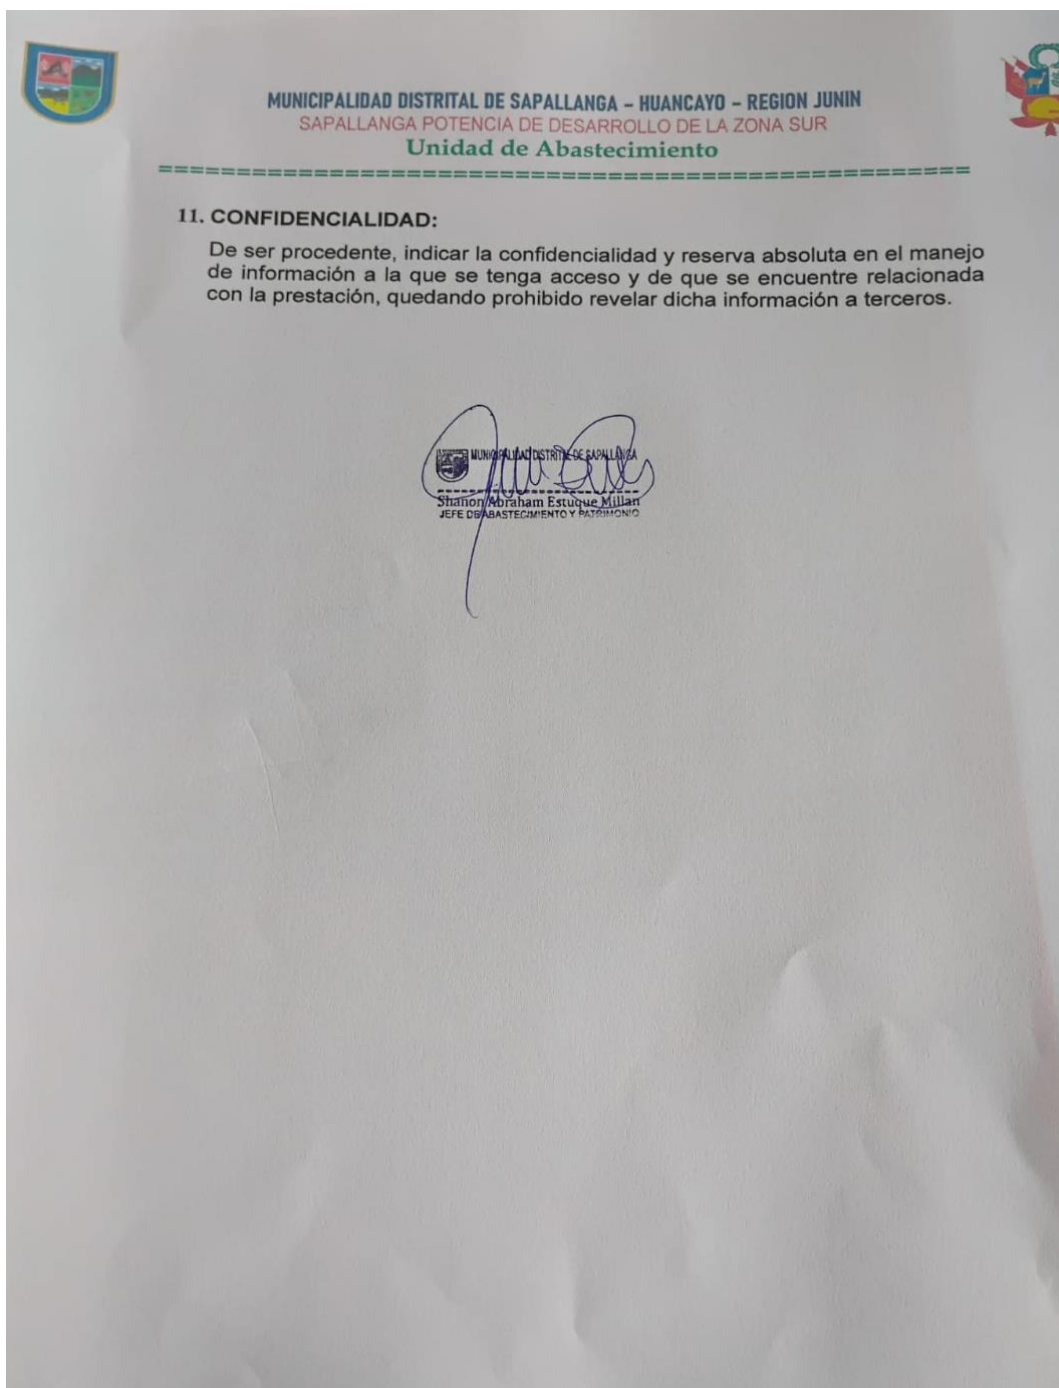 MUNICIPALIDAD DISTRITAL DE SAPALLANGA – HUANCAYO – REGION JUNIN
SAPALLANGA POTENCIA DE DESARROLLO DE LA ZONA SUR
Unidad de Abastecimiento
11. CONFIDENCIALIDAD:
De ser procedente, indicar la confidencialidad y reserva absoluta en el manejo
de información a la que se tenga acceso y de que se encuentre relacionada
con la prestación, quedando prohibido revelar dicha información a terceros.
MUNICIPALIDAD DISTRITAL DE SAPALLANGA
Shanon Abraham Estuque Millan
JEFE DE ABASTECIMIENTO Y PATRIMONIO